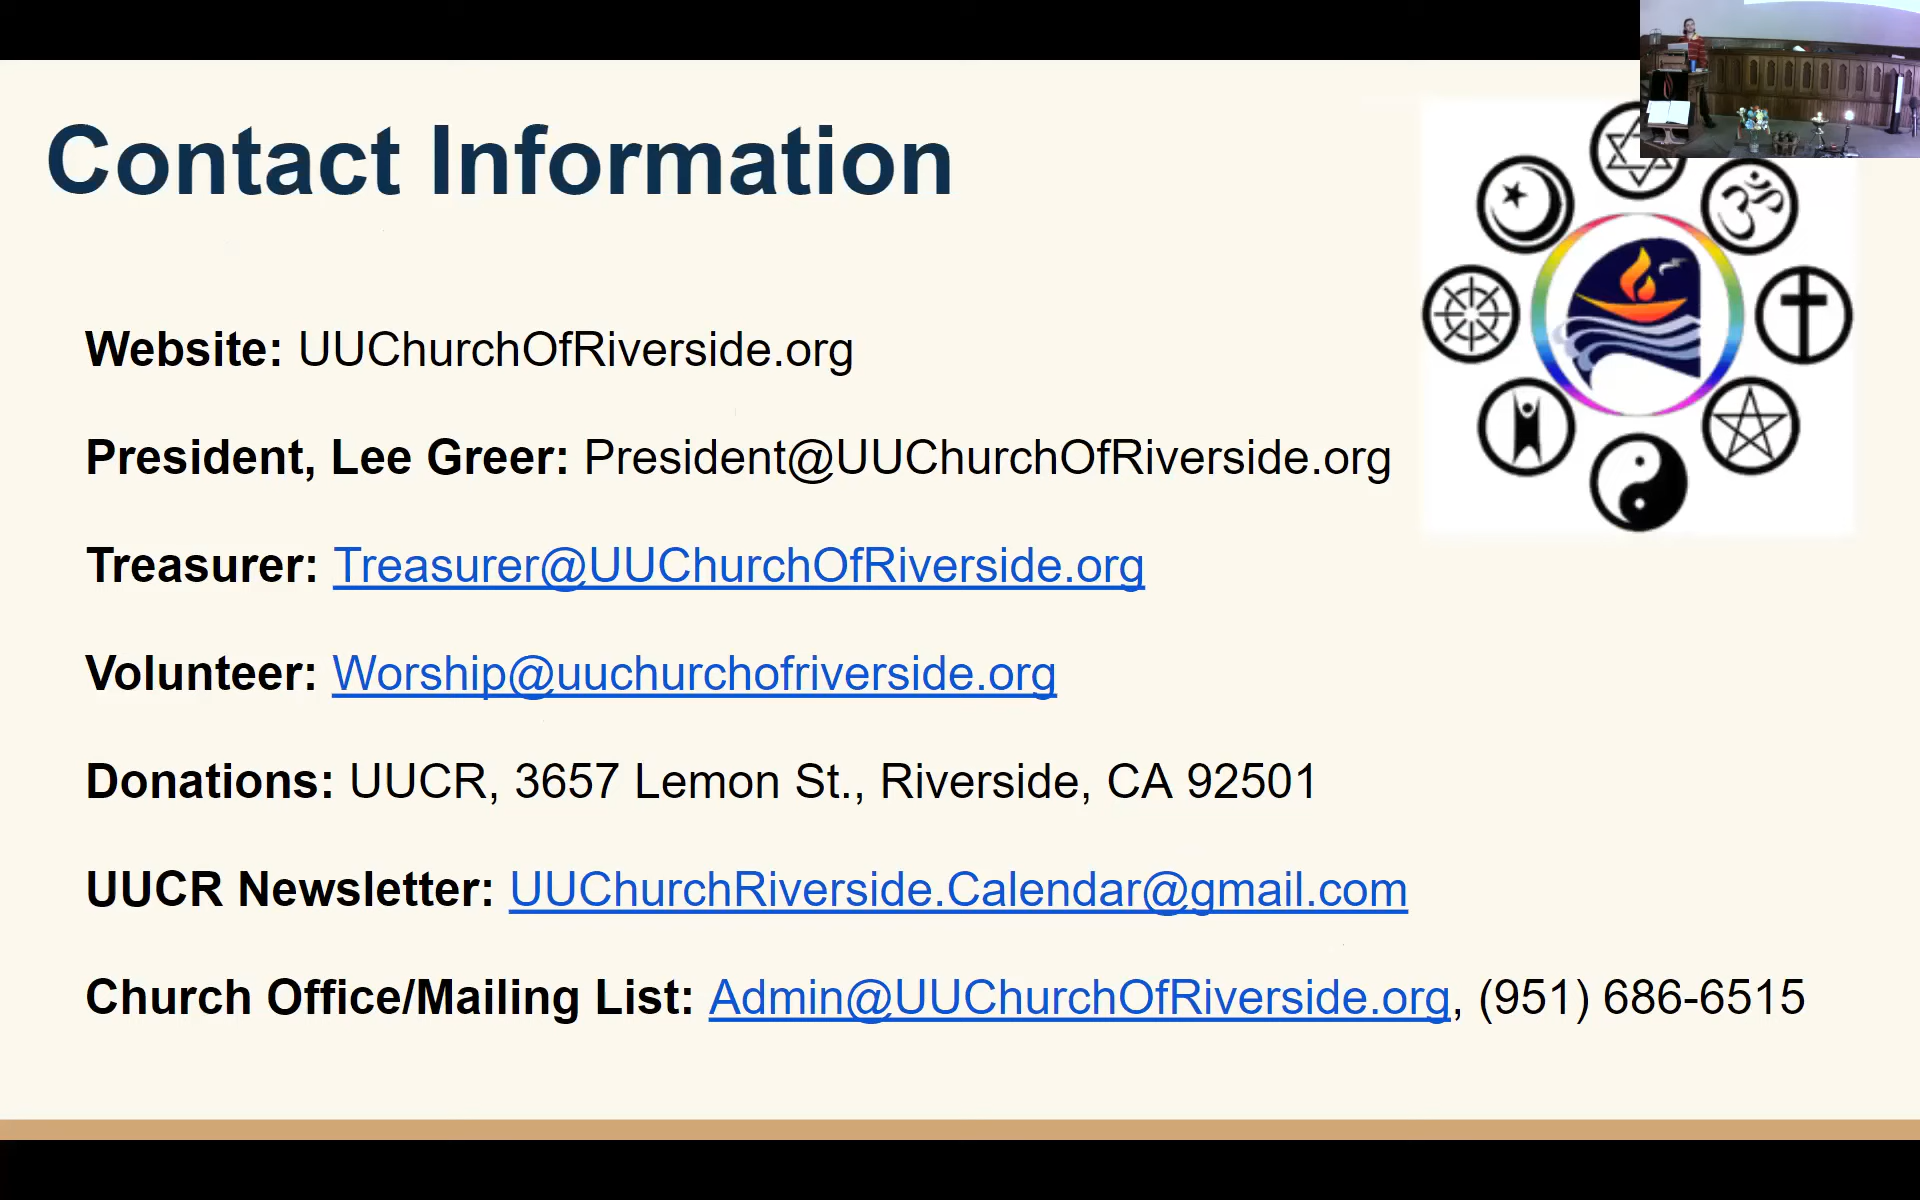 Contact Information
Website: UUChurchOfRiverside.org
President, Lee Greer: President@UUChurchOfRiverside.org
Treasurer: Treasurer@UUChurchOfRiverside.org
Volunteer: Worship@uuchurchofriverside.org
Donations: UUCR, 3657 Lemon St., Riverside, CA 92501
UUCR Newsletter: UUChurchRiverside.Calendar@gmail.com
Church Office/Mailing List: Admin@UUChurchOfRiverside.org, (951) 686-6515